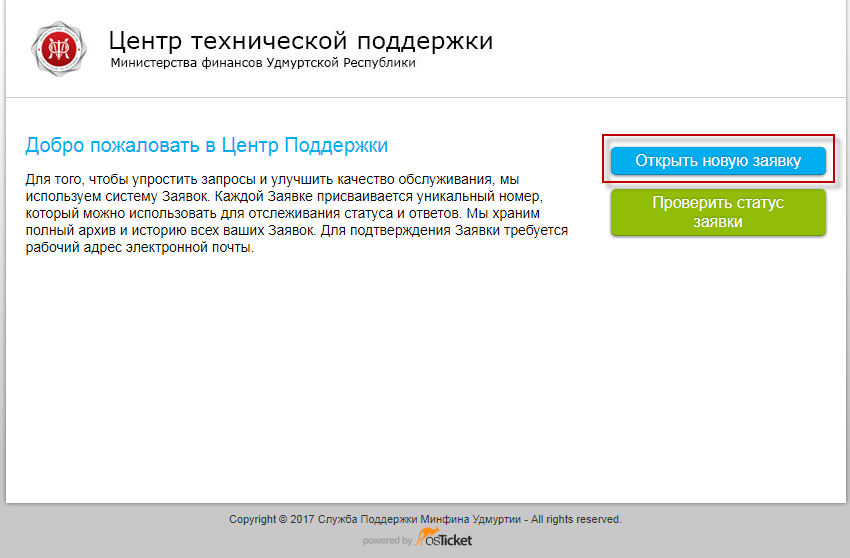 Центр технической поддержки
Министерства финансов Удмуртской Республики
Добро пожаловать в Центр Поддержки
Для того, чтобы упростить запросы и улучшить качество обслуживания, мы
используем систему Заявок. Каждой Заявке присваивается уникальный номер,
который можно использовать для отслеживания статуса и ответов. Мы храним
полный архив и историю всех ваших Заявок. Для подтверждения Заявки требуется
рабочий адрес электронной почты.
Открыть новую заявку
Проверить статус
заявки
Copyright © 2017 Служба Поддержки Минфина Удмуртии - All rights reserved.
powered by osTicket